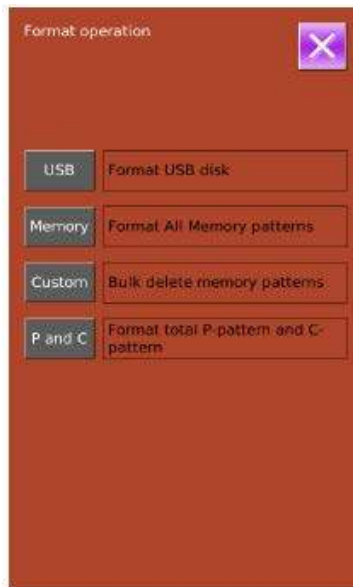 Format operation
USB
Format USB disk
Memory
Format All Memory patterns
Custom
Bulk delete memory patterns
P and C
Format total P-pattern and C-
pattern